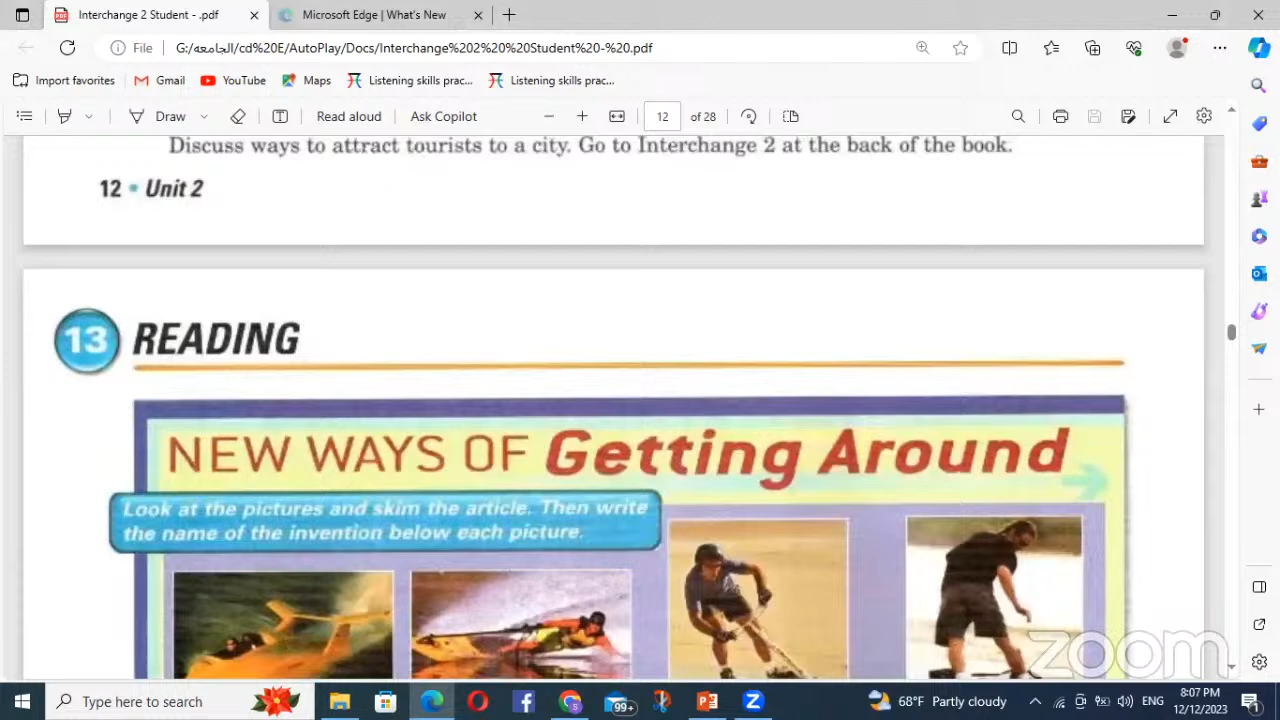 Interchange 2 Student - .pdf
Microsoft Edge | What's New
File
G:/الجامعه/cd%20E/AutoPlay/Docs/Interchange%202%20%20Student%20-%20.pdf
Import favorites
Gmail
YouTube
Maps
Listening skills prac...
Listening skills prac...
Draw
Read aloud
Ask Copilot
12
of 28
Discuss ways to attract tourists to a city. Go to Interchange 2 at the back of the book.
12 • Unit 2
13 READING
NEW WAYS OF Getting Around
Look at the pictures and skim the article. Then write
the name of the invention below each picture.
zoom
Type here to search
99+
68°F Partly cloudy
ENG
8:07 PM
12/12/2023
1